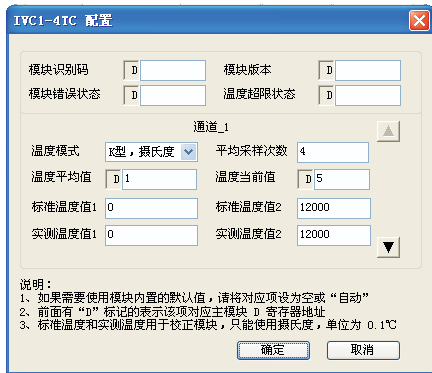 IVC1-4TC 配置
模块识别码 D 模块版本 D
模块错误状态 D 温度超限状态 D
通道_1
温度模式 K型，摄氏度 平均采样次数 4
温度平均值 D 1 温度当前值 D 5
标准温度值1 0 标准温度值2 12000
实测温度值1 0 实测温度值2 12000
说明：
1、如果需要使用模块内置的默认值，请将对应项设为空或“自动”
2、前面有“D”标记的表示该项对应主模块 D 寄存器地址
3、标准温度和实测温度用于校正模块，只能使用摄氏度，单位为 0.1℃
确定 取消